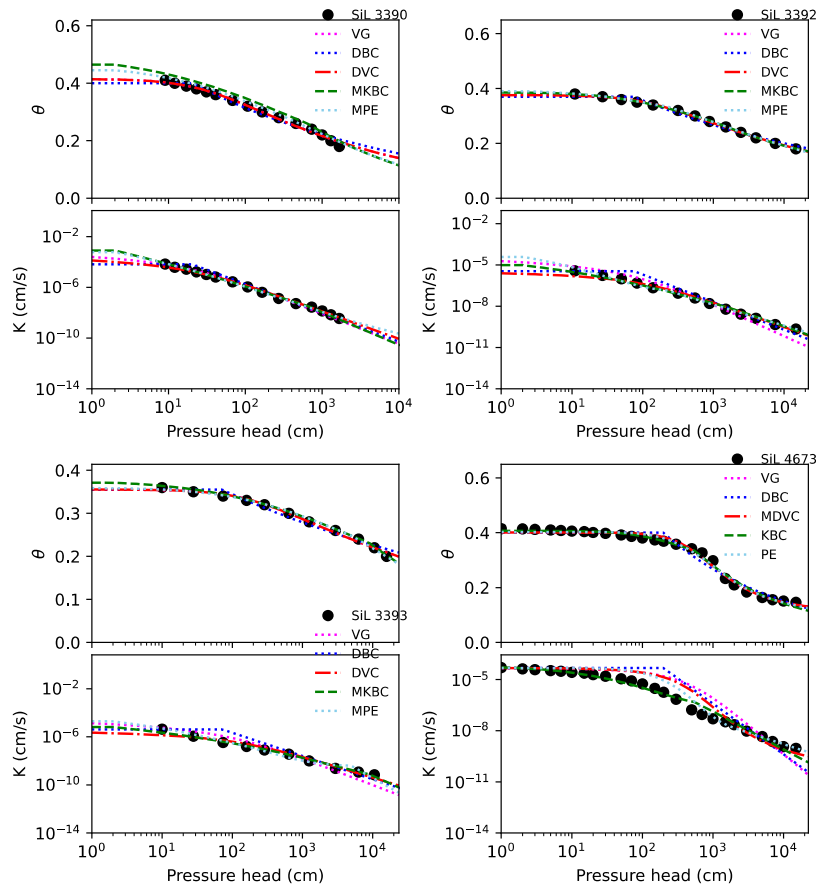 SiL 3390
VG
DBC
DVC
MKBC
MPE
0.6
0.4
0.2
0.0
θ
10⁻²
10⁻⁶
10⁻¹⁰
10⁻¹⁴
K (cm/s)
10⁰
10¹
10²
10³
10⁴
Pressure head (cm)
SiL 3392
VG
DBC
DVC
MKBC
MPE
0.6
0.4
0.2
0.0
θ
10⁻²
10⁻⁵
10⁻⁸
10⁻¹¹
10⁻¹⁴
K (cm/s)
10⁰
10¹
10²
10³
10⁴
Pressure head (cm)
0.4
0.3
0.2
0.1
0.0
θ
SiL 3393
VG
DBC
DVC
MKBC
MPE
10⁻²
10⁻⁶
10⁻¹⁰
10⁻¹⁴
K (cm/s)
10⁰
10¹
10²
10³
10⁴
Pressure head (cm)
SiL 4673
VG
DBC
MDVC
KBC
PE
0.6
0.4
0.2
0.0
θ
10⁻⁵
10⁻⁸
10⁻¹¹
10⁻¹⁴
K (cm/s)
10⁰
10¹
10²
10³
10⁴
Pressure head (cm)